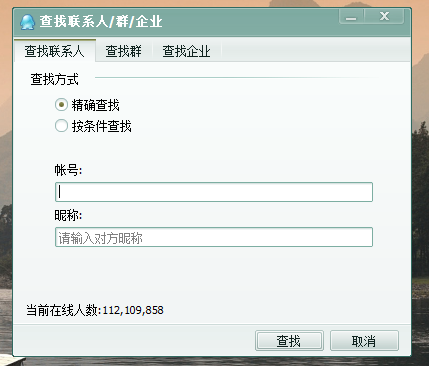 查找联系人/群/企业
查找联系人 查找群 查找企业
查找方式
精确查找
按条件查找
帐号:
昵称:
请输入对方昵称
当前在线人数:112,109,858
查找 取消